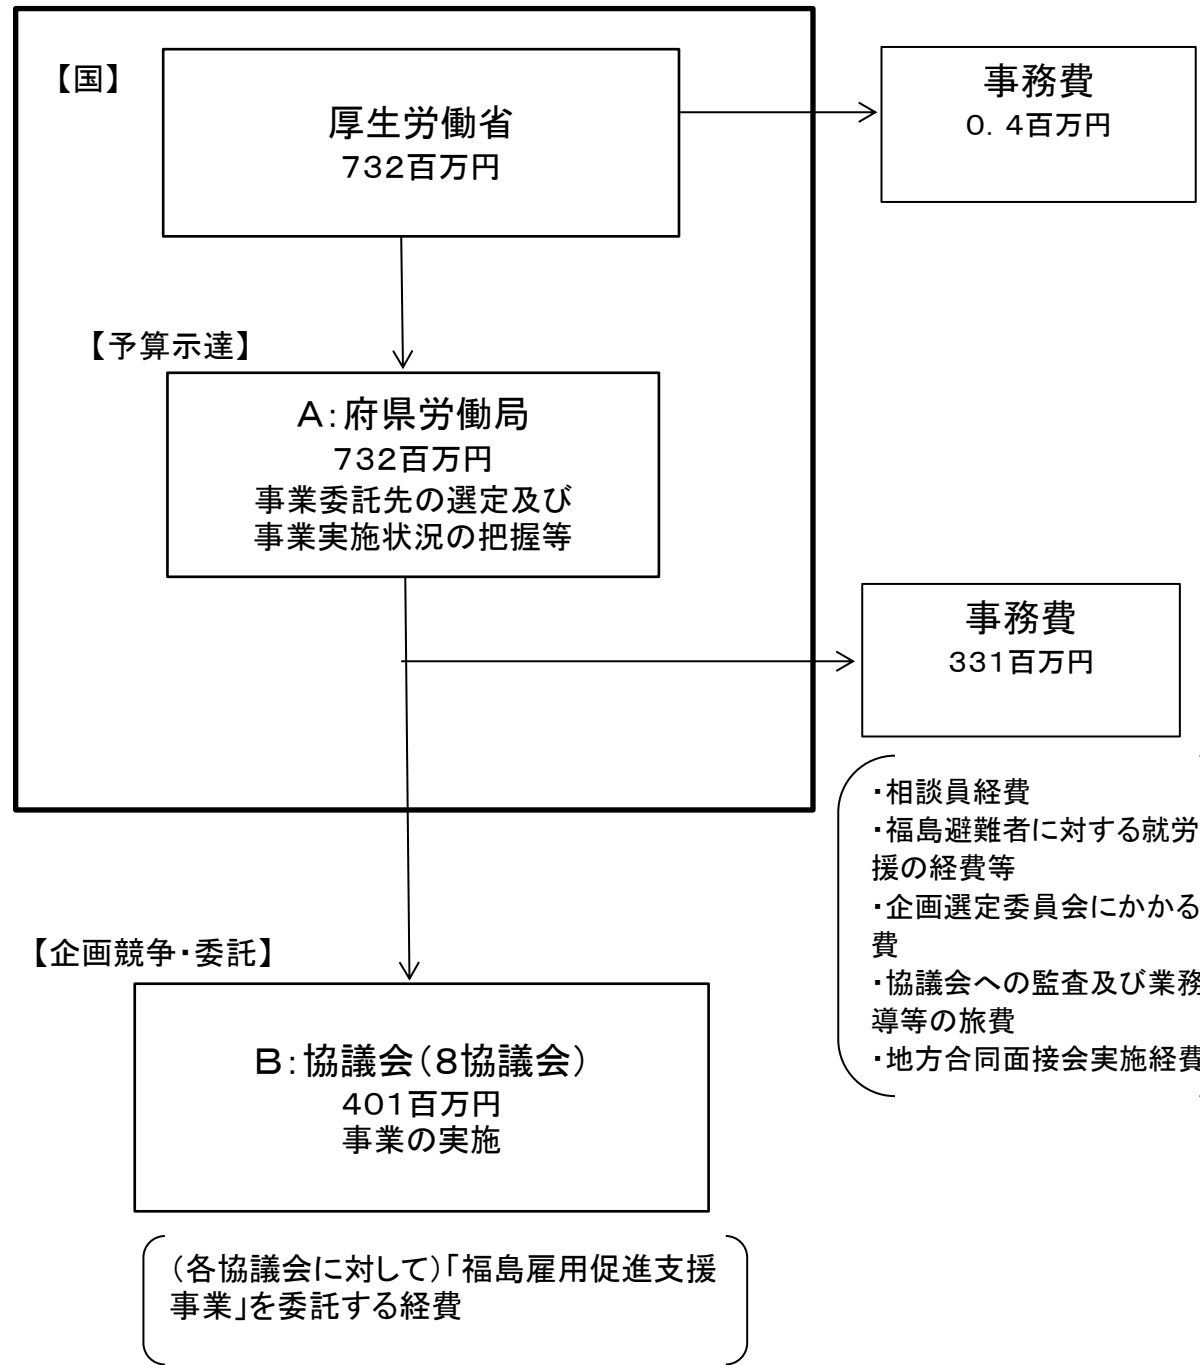 【国】
厚生労働省
732百万円
事務費
0.4百万円
【予算示達】
A:府県労働局
732百万円
事業委託先の選定及び
事業実施状況の把握等
事務費
331百万円
・相談員経費
・福島避難者に対する就労
援の経費等
・企画選定委員会にかかる
費
・協議会への監査及び業務
導等の旅費
・地方合同面接会実施経費
【企画競争・委託】
B:協議会(8協議会)
401百万円
事業の実施
(各協議会に対して)「福島雇用促進支援
事業」を委託する経費